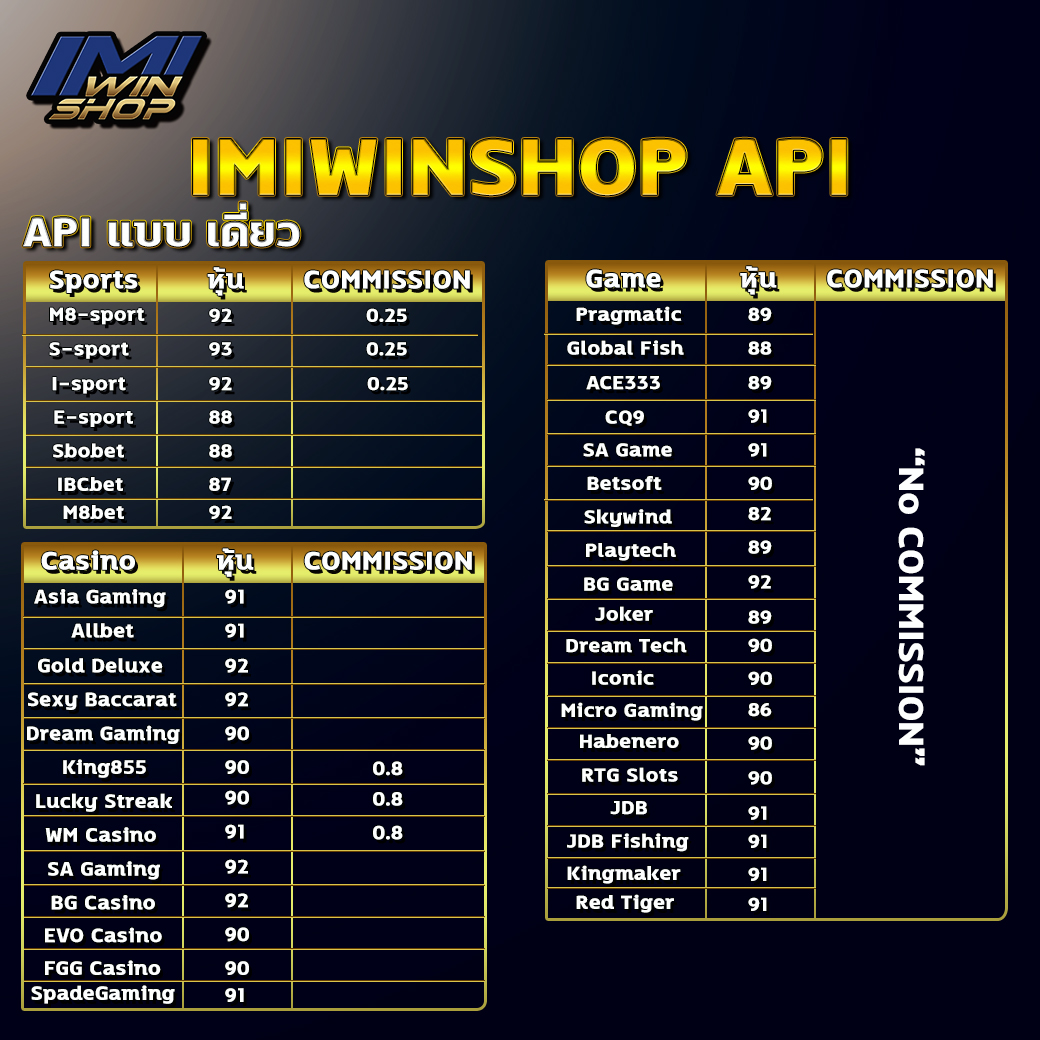 IMI
WIN
SHOP
IMIWINSHOP API
API แบบ เดี่ยว
Sports หุ้น COMMISSION
M8-sport 92 0.25
S-sport 93 0.25
I-sport 92 0.25
E-sport 88
Sbobet 88
IBCbet 87
M8bet 92
Casino หุ้น COMMISSION
Asia Gaming 91
Allbet 91
Gold Deluxe 92
Sexy Baccarat 92
Dream Gaming 90
King855 90 0.8
Lucky Streak 90 0.8
WM Casino 91 0.8
SA Gaming 92
BG Casino 92
EVO Casino 90
FGG Casino 90
SpadeGaming 91
Game หุ้น COMMISSION
Pragmatic 89
Global Fish 88
ACE333 89
CQ9 91
SA Game 91
Betsoft 90
Skywind 82
Playtech 89
BG Game 92
Joker 89
Dream Tech 90
Iconic 90
Micro Gaming 86
Habenero 90
RTG Slots 90
JDB 91
JDB Fishing 91
Kingmaker 91
Red Tiger 91
“No COMMISSION”